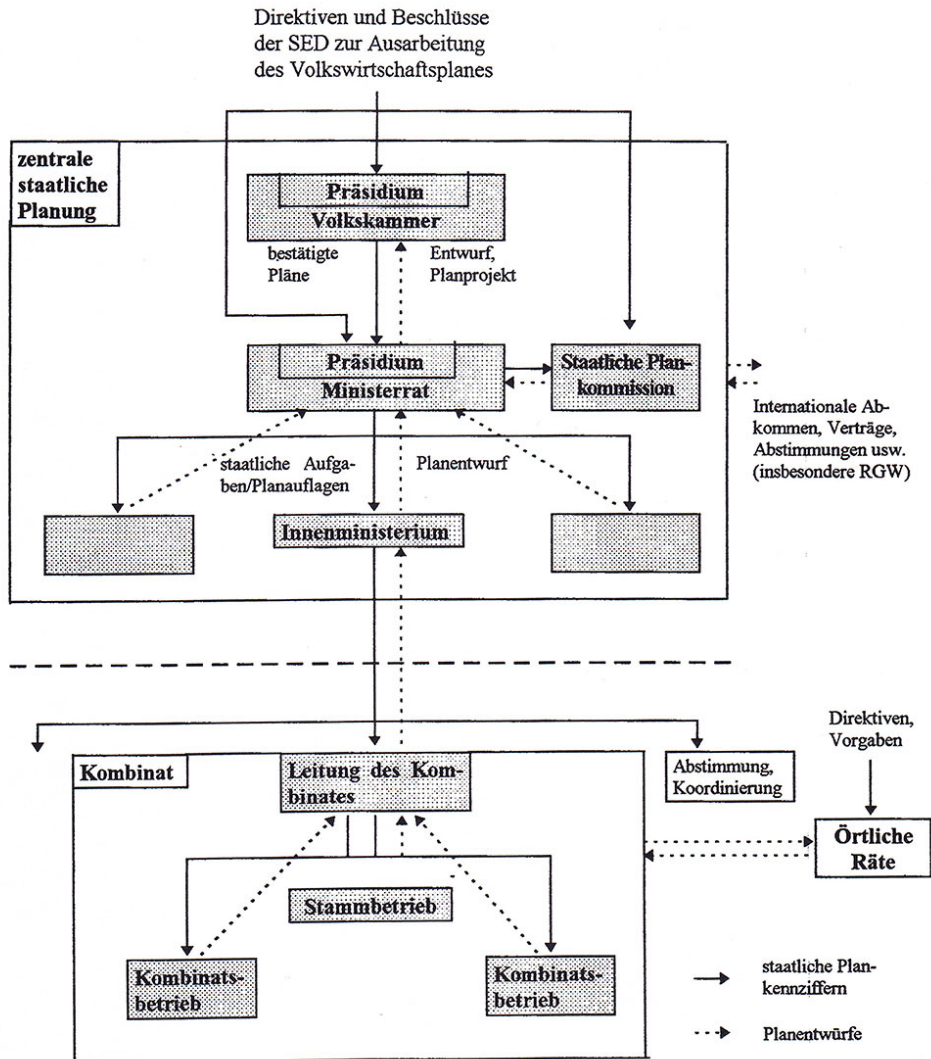 Direktiven und Beschlüsse
der SED zur Ausarbeitung
des Volkswirtschaftsplanes
zentrale
staatliche
Planung
Präsidium
Volkskammer
bestätigte
Pläne
Entwurf,
Planprojekt
Präsidium
Ministerrat
Staatliche Plan-
kommission
Internationale Ab-
kommen, Verträge,
Abstimmungen usw.
(insbesondere RGW)
staatliche Aufga-
ben/Planauflagen
Planentwurf
Innenministerium
Direktiven,
Vorgaben
Kombinat
Leitung des Kom-
binates
Abstimmung,
Koordinierung
Örtliche
Räte
Stammbetrieb
Kombinats-
betrieb
Kombinats-
betrieb
staatliche Plan-
kennziffern
Planentwürfe